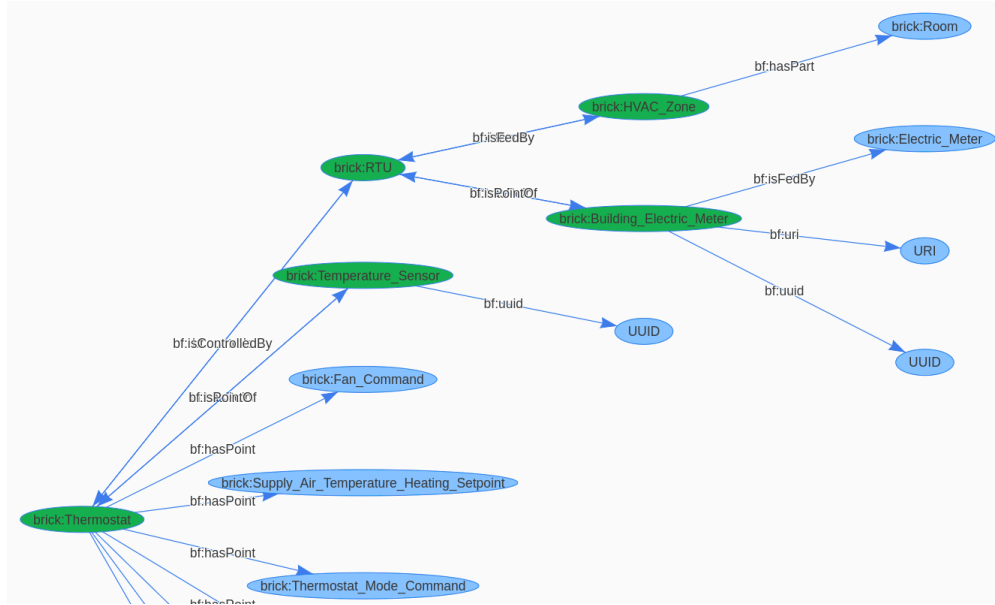 brick:Room
bf:hasPart
brick:HVAC_Zone
bf:isFedBy
brick:Electric_Meter
brick:RTU
bf:isFedBy
bf:isPointOf
brick:Building_Electric_Meter
bf:uri
URI
brick:Temperature_Sensor
bf:uuid
bf:uuid
UUID
bf:isControlledBy
UUID
brick:Fan_Command
bf:isPointOf
bf:hasPoint
brick:Supply_Air_Temperature_Heating_Setpoint
bf:hasPoint
brick:Thermostat
bf:hasPoint
brick:Thermostat_Mode_Command
bf:hasPoint